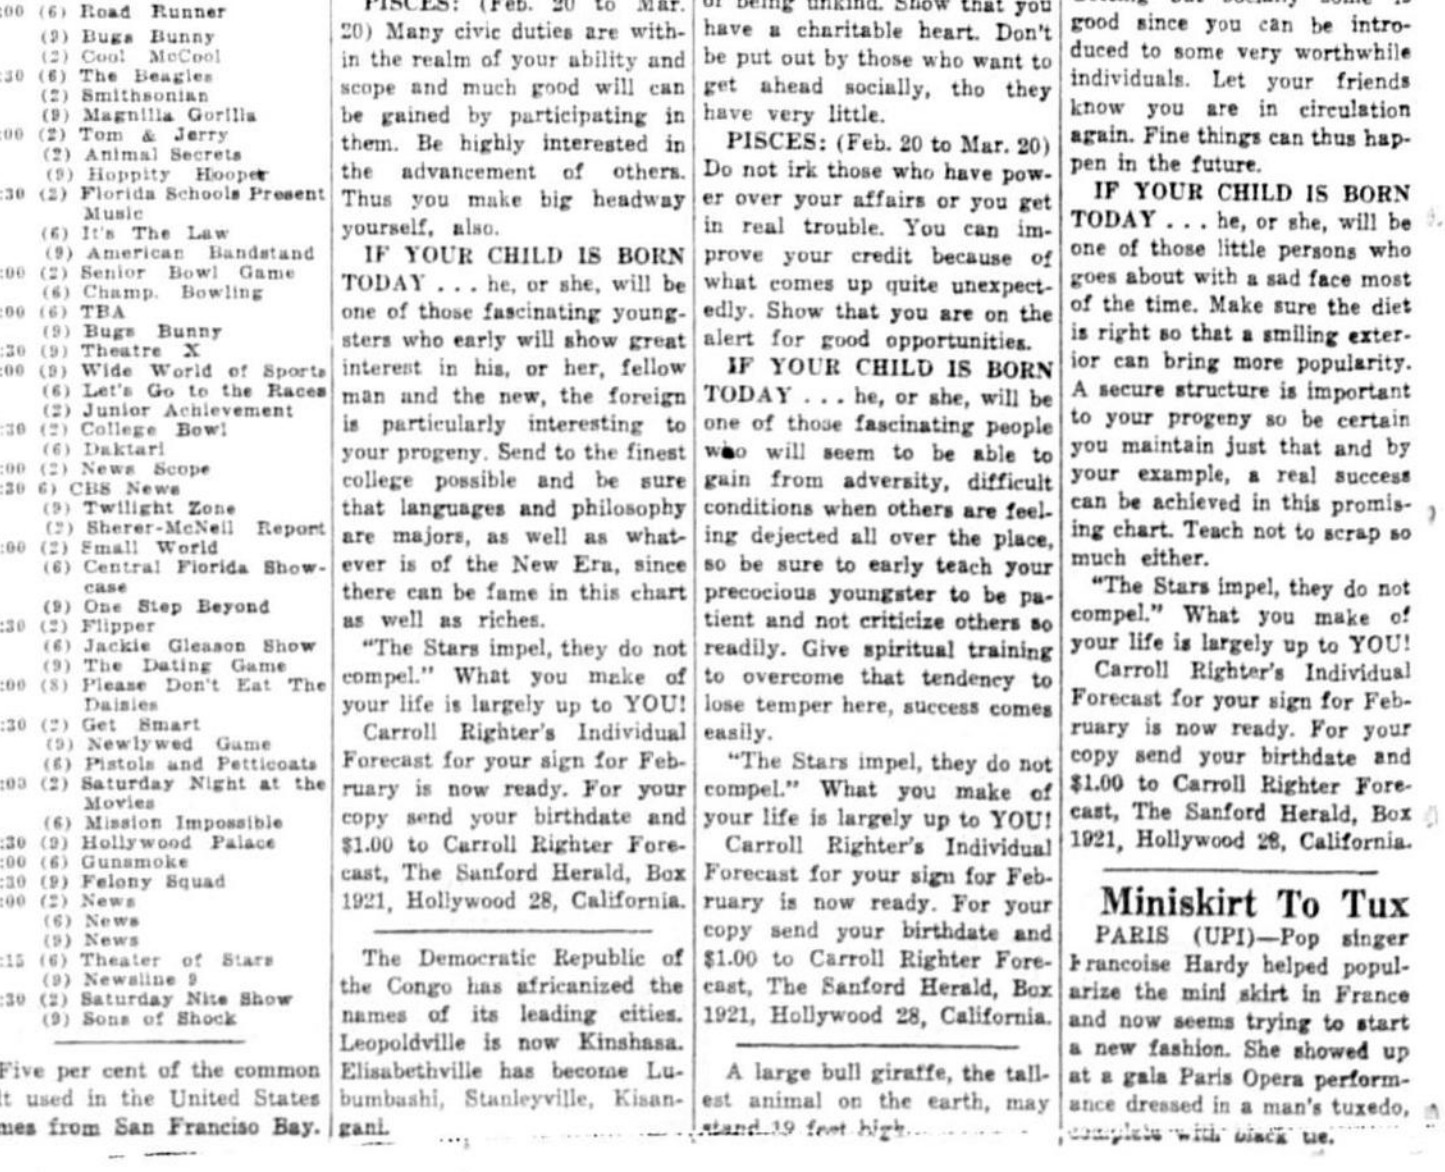 :00 (6) Road Runner
(9) Bugs Bunny
(2) Cool McCool
:30 (6) The Beagles
(2) Smithsonian
(9) Magnilla Gorilla
:00 (2) Tom & Jerry
(2) Animal Secrets
(9) Hoppity Hooper
:30 (2) Florida Schools Present
Music
(6) It's The Law
(9) American Bandstand
:00 (2) Senior Bowl Game
(6) Champ. Bowling
:00 (6) TBA
(9) Bugs Bunny
:30 (9) Theatre X
:00 (9) Wide World of Sports
(6) Let's Go to the Races
(2) Junior Achievement
:30 (2) College Bowl
(6) Daktari
:00 (2) News Scope
:30 6) CBS News
(9) Twilight Zone
(2) Sherer-McNeil Report
:00 (2) Small World
(6) Central Florida Show-
case
(9) One Step Beyond
:30 (2) Flipper
(6) Jackie Gleason Show
(9) The Dating Game
:00 (8) Please Don't Eat The
Daisies
:30 (2) Get Smart
(9) Newlywed Game
(6) Pistols and Petticoats
:00 (2) Saturday Night at the
Movies
(6) Mission Impossible
:30 (9) Hollywood Palace
:00 (6) Gunsmoke
:30 (9) Felony Squad
:00 (2) News
(6) News
(9) News
:15 (6) Theater of Stars
(9) Newsline 9
:30 (2) Saturday Nite Show
(9) Sons of Shock
Five per cent of the common
lt used in the United States
mes from San Franciso Bay.
PISCES: (Feb. 20 to Mar.
20) Many civic duties are with-
in the realm of your ability and
scope and much good will can
be gained by participating in
them. Be highly interested in
the advancement of others.
Thus you make big headway
yourself, also.
IF YOUR CHILD IS BORN
TODAY . . . he, or she, will be
one of those fascinating young-
sters who early will show great
interest in his, or her, fellow
man and the new, the foreign
is particularly interesting to
your progeny. Send to the finest
college possible and be sure
that languages and philosophy
are majors, as well as what-
ever is of the New Era, since
there can be fame in this chart
as well as riches.
"The Stars impel, they do not
compel." What you make of
your life is largely up to YOU!
Carroll Righter's Individual
Forecast for your sign for Feb-
ruary is now ready. For your
copy send your birthdate and
$1.00 to Carroll Righter Fore-
cast, The Sanford Herald, Box
1921, Hollywood 28, California.
The Democratic Republic of
the Congo has africanized the
names of its leading cities.
Leopoldville is now Kinshasa.
Elisabethville has become Lu-
bumbashi, Stanleyville, Kisan-
gani.
or being unkind. Show that you
have a charitable heart. Don't
be put out by those who want to
get ahead socially, tho they
have very little.
PISCES: (Feb. 20 to Mar. 20)
Do not irk those who have pow-
er over your affairs or you get
in real trouble. You can im-
prove your credit because of
what comes up quite unexpect-
edly. Show that you are on the
alert for good opportunities.
IF YOUR CHILD IS BORN
TODAY . . . he, or she, will be
one of those fascinating people
who will seem to be able to
gain from adversity, difficult
conditions when others are feel-
ing dejected all over the place,
so be sure to early teach your
precocious youngster to be pa-
tient and not criticize others so
readily. Give spiritual training
to overcome that tendency to
lose temper here, success comes
easily.
"The Stars impel, they do not
compel." What you make of
your life is largely up to YOU!
Carroll Righter's Individual
Forecast for your sign for Feb-
ruary is now ready. For your
copy send your birthdate and
$1.00 to Carroll Righter Fore-
cast, The Sanford Herald, Box
1921, Hollywood 28, California.
A large bull giraffe, the tall-
est animal on the earth, may
stand 19 feet high.
good since you can be intro-
duced to some very worthwhile
individuals. Let your friends
know you are in circulation
again. Fine things can thus hap-
pen in the future.
IF YOUR CHILD IS BORN
TODAY . . . he, or she, will be
one of those little persons who
goes about with a sad face most
of the time. Make sure the diet
is right so that a smiling exter-
ior can bring more popularity.
A secure structure is important
to your progeny so be certain
you maintain just that and by
your example, a real success
can be achieved in this promis-
ing chart. Teach not to scrap so
much either.
"The Stars impel, they do not
compel." What you make of
your life is largely up to YOU!
Carroll Righter's Individual
Forecast for your sign for Feb-
ruary is now ready. For your
copy send your birthdate and
$1.00 to Carroll Righter Fore-
cast, The Sanford Herald, Box
1921, Hollywood 28, California.
Miniskirt To Tux
PARIS (UPI)—Pop singer
Francoise Hardy helped popul-
arize the mini skirt in France
and now seems trying to start
a new fashion. She showed up
at a gala Paris Opera perform-
ance dressed in a man's tuxedo,
complete with black tie.